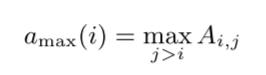 a_max(i) = max_{j>i} A_{i,j}